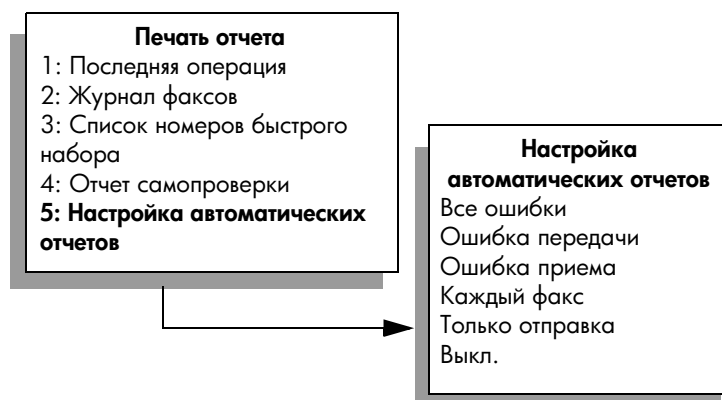 Печать отчета
1: Последняя операция
2: Журнал факсов
3: Список номеров быстрого
набора
4: Отчет самопроверки
5: Настройка автоматических
отчетов
Настройка
автоматических отчетов
Все ошибки
Ошибка передачи
Ошибка приема
Каждый факс
Только отправка
Выкл.